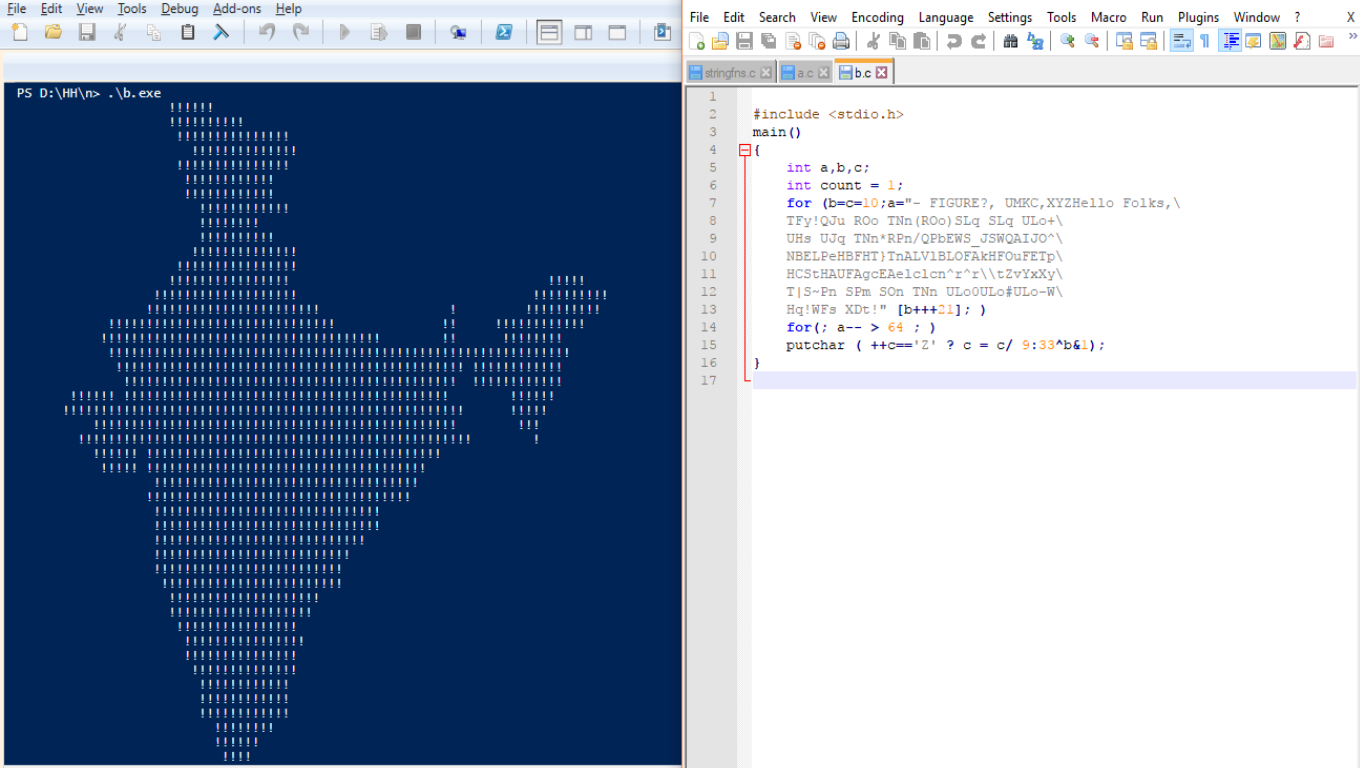 File Edit View Tools Debug Add-ons Help
PS D:\HH\n> .\b.exe
File Edit Search View Encoding Language Settings Tools Macro Run Plugins Window ? X
stringfns.c a.c b.c
1
2 #include <stdio.h>
3 main()
4 {
5 int a,b,c;
6 int count = 1;
7 for (b=c=10;a="- FIGURE?, UMKC,XYZHello Folks,\
8 TFy!QJu ROo TNn(ROo)SLq SLq ULo+\
9 UHs UJq TNn*RPn/QPbEWS_JSWQAIJO^\
10 NBELPeHBFHT}TnALVlBLOFAkHFOuFETp\
11 HCStHAUFAgcEAelclcn^r^r\\tZvYxXy\
12 T|S~Pn SPm SOn TNn ULo0ULo#ULo-W\
13 Hq!WFs XDt!" [b+++21]; )
14 for(; a-- > 64 ; )
15 putchar ( ++c=='Z' ? c = c/ 9:33^b&1);
16 }
17